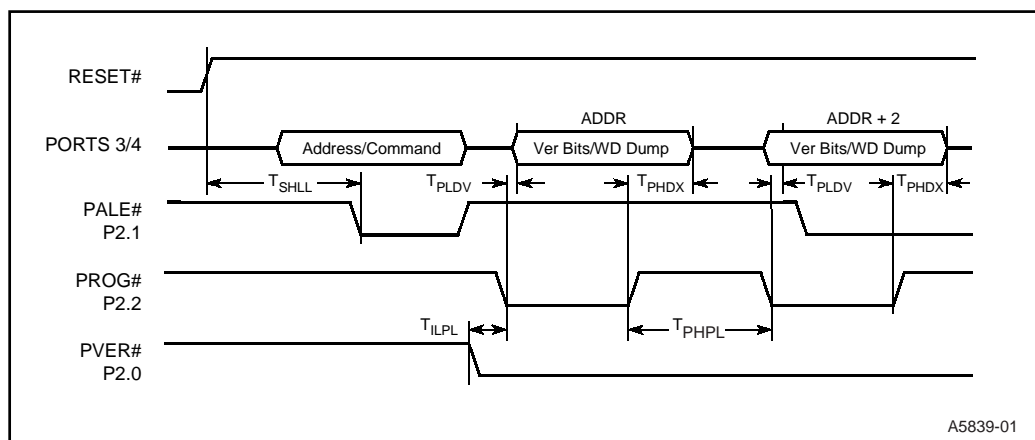 RESET#
ADDR
ADDR + 2
PORTS 3/4
Address/Command
Ver Bits/WD Dump
Ver Bits/WD Dump
TSHLL
TPLDV
TPHDX
TPLDV
TPHDX
PALE#
P2.1
PROG#
P2.2
TILPL
TPHPL
PVER#
P2.0
A5839-01